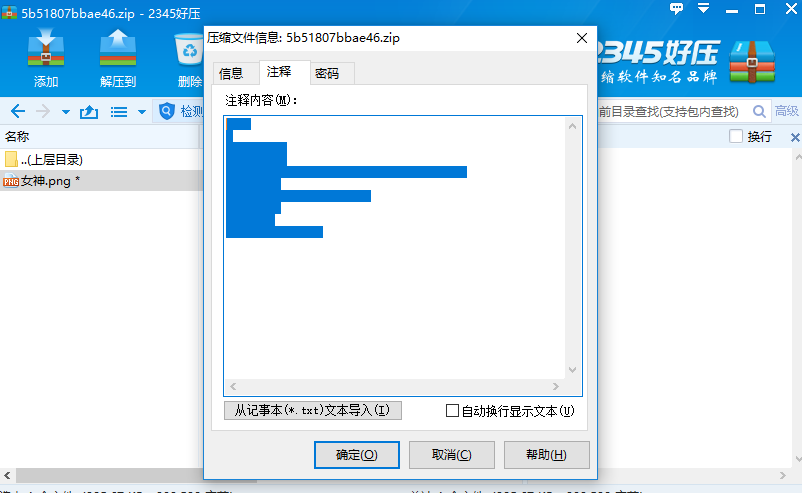 5b51807bbae46.zip - 2345好压
添加
解压到
删除
2345好压
缩软件知名品牌
检测
前目录查找(支持包内查找)
高级
名称
换行
..(上层目录)
女神.png *
压缩文件信息: 5b51807bbae46.zip
信息
注释
密码
注释内容(M):
从记事本(*.txt)文本导入(I)
自动换行显示文本(U)
确定(O)
取消(C)
帮助(H)